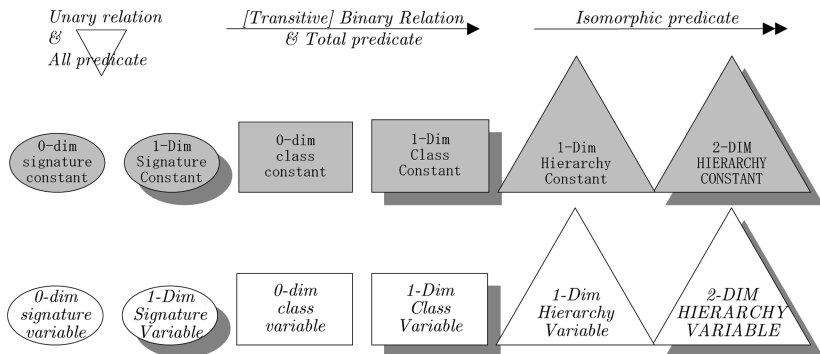 Unary relation
&
All predicate
[Transitive] Binary Relation
& Total predicate
Isomorphic predicate
0-dim
signature
constant
1-Dim
Signature
Constant
0-dim
class
constant
1-Dim
Class
Constant
1-Dim
Hierarchy
Constant
2-DIM
HIERARCHY
CONSTANT
0-dim
signature
variable
1-Dim
Signature
Variable
0-dim
class
variable
1-Dim
Class
Variable
1-Dim
Hierarchy
Variable
2-DIM
HIERARCHY
VARIABLE